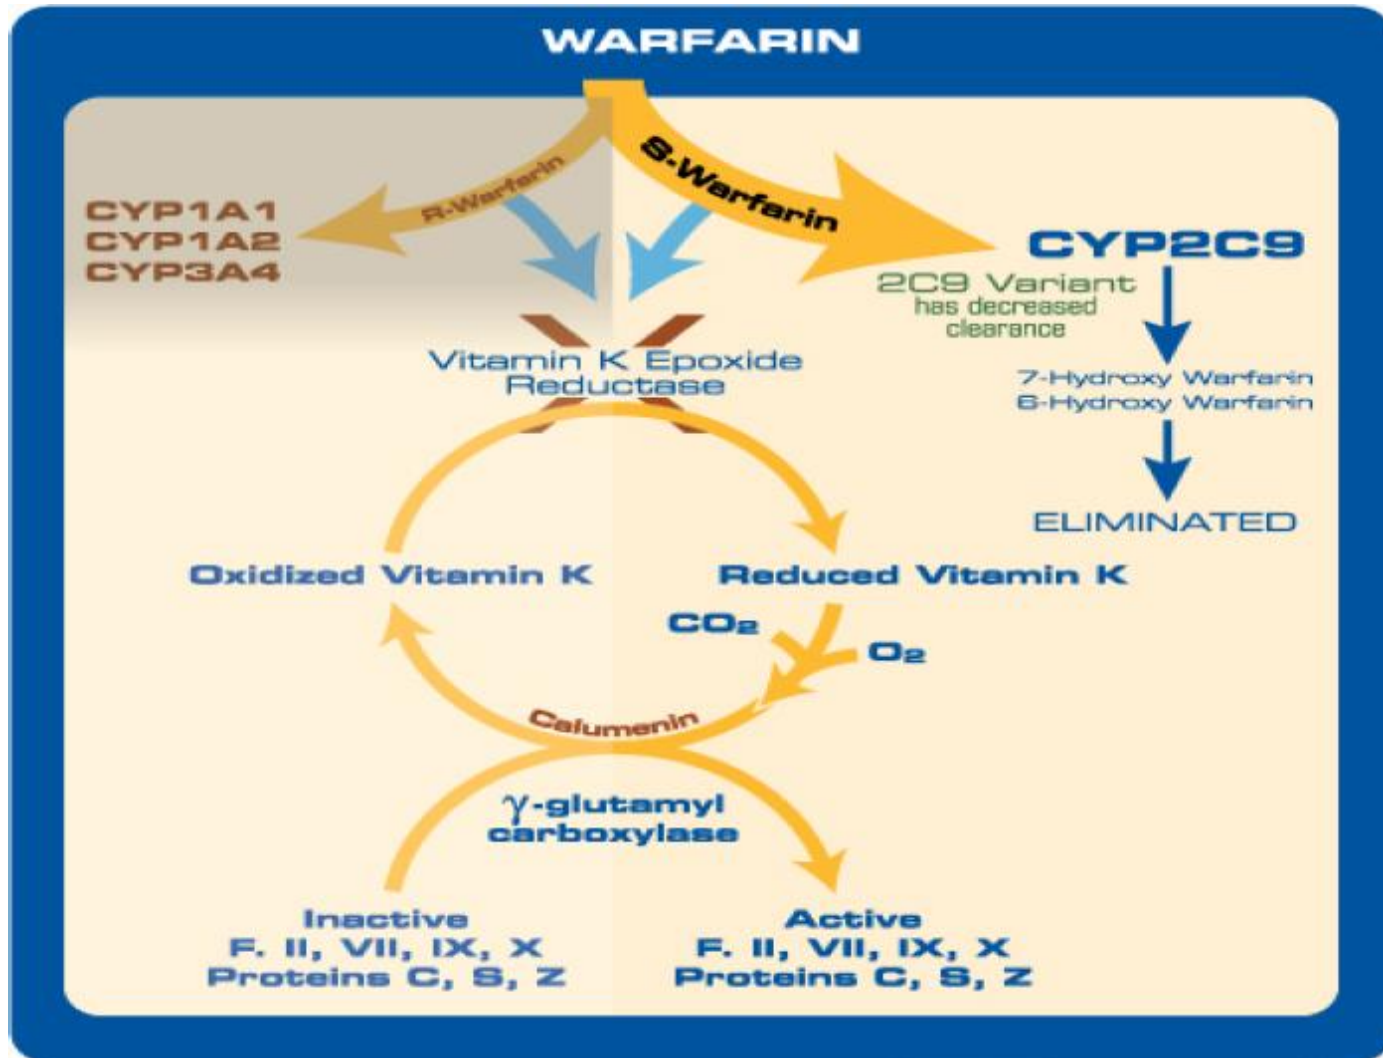 WARFARIN
R-Warfarin
S-Warfarin
CYP1A1
CYP1A2
CYP3A4
CYP2C9
2C9 Variant
has decreased
clearance
Vitamin K Epoxide
Reductase
7-Hydroxy Warfarin
6-Hydroxy Warfarin
ELIMINATED
Oxidized Vitamin K
Reduced Vitamin K
CO₂
O₂
Calumenin
γ-glutamyl
carboxylase
Inactive
F. II, VII, IX, X
Proteins C, S, Z
Active
F. II, VII, IX, X
Proteins C, S, Z